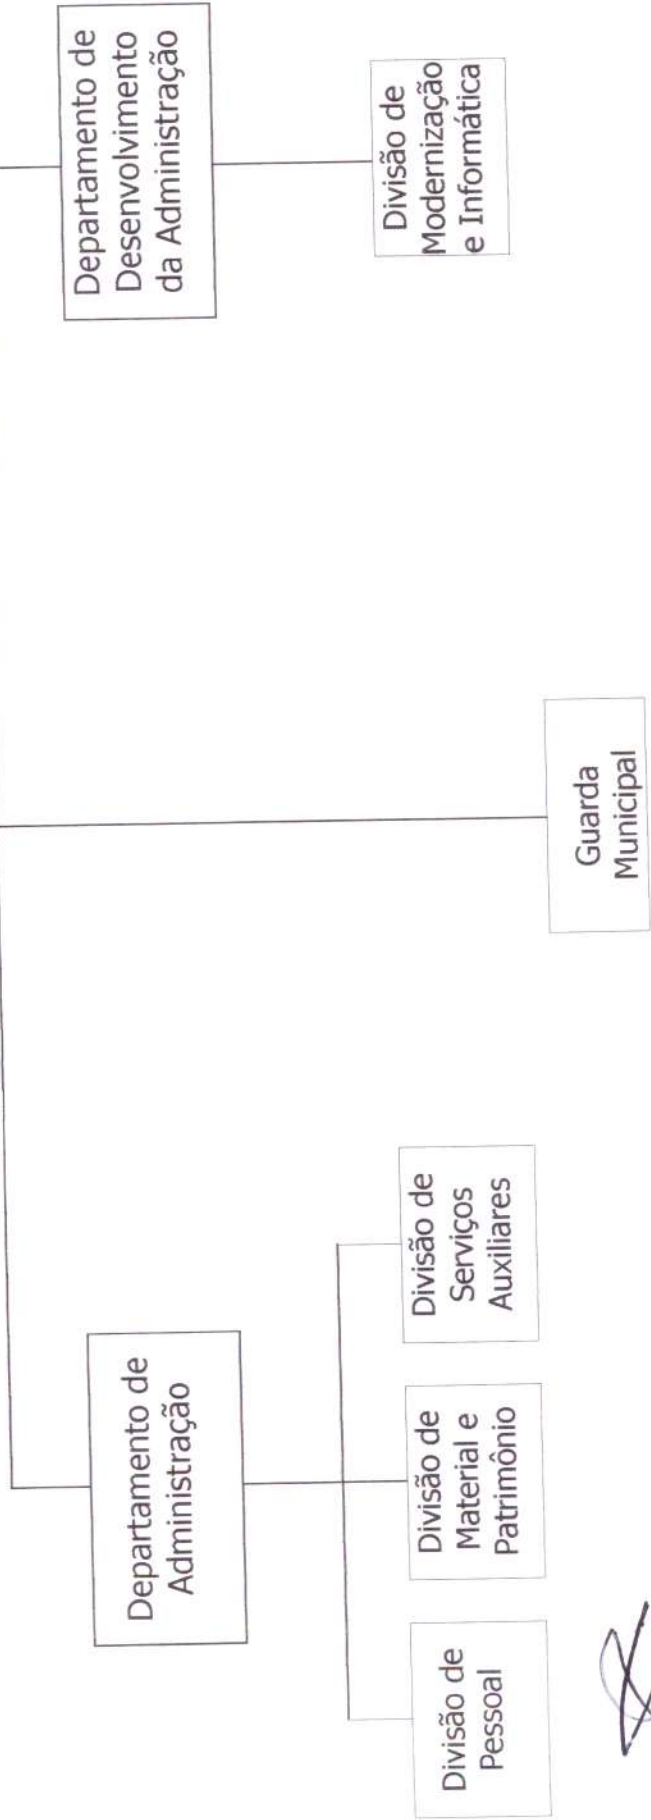 Departamento de
Administração
Departamento de
Desenvolvimento
da Administração
Divisão de
Pessoal
Divisão de
Material e
Patrimônio
Divisão de
Serviços
Auxiliares
Divisão de
Modernização
e Informática
Guarda
Municipal